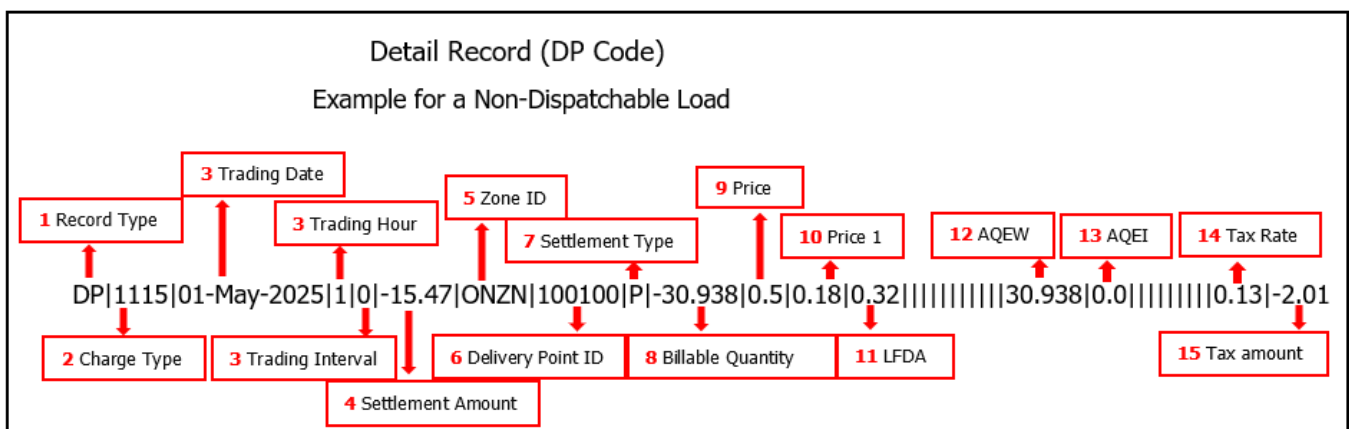 Detail Record (DP Code)
Example for a Non-Dispatchable Load
3 Trading Date
9 Price
5 Zone ID
1 Record Type
3 Trading Hour
7 Settlement Type
10 Price 1
12 AQEW
13 AQEI
14 Tax Rate
DP|1115|01-May-2025|1|0|-15.47|ONZN|100100|P|-30.938|0.5|0.18|0.32|||||||||||30.938|0.0|||||||||0.13|-2.01
2 Charge Type
3 Trading Interval
6 Delivery Point ID
8 Billable Quantity
11 LFDA
15 Tax amount
4 Settlement Amount